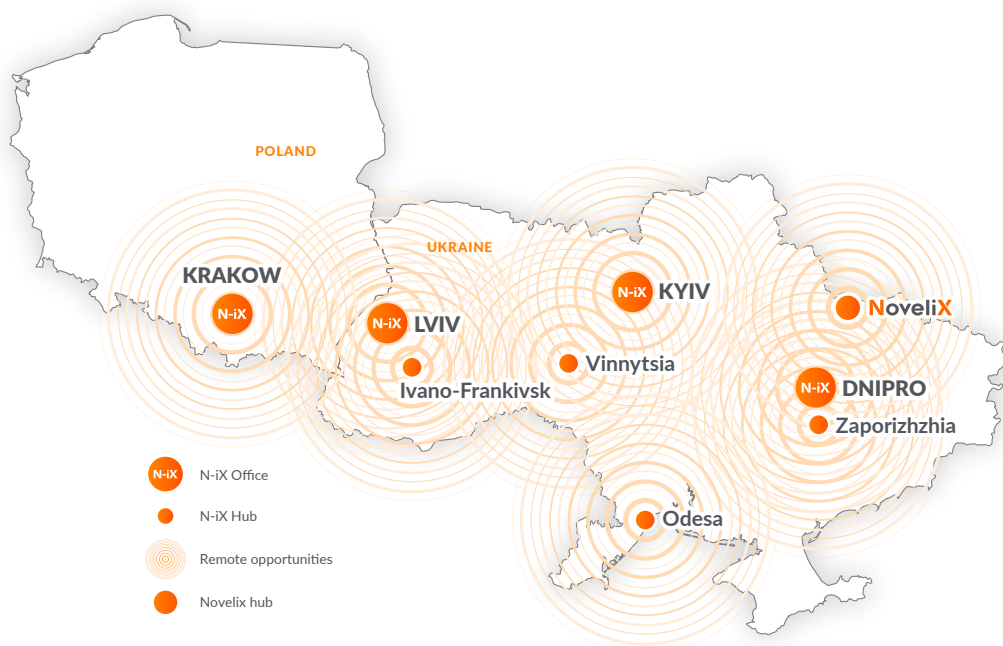 POLAND
UKRAINE
KRAKOW
N-iX
N-iX
LVIV
Ivano-Frankivsk
N-iX
KYIV
Vinnytsia
NoveliX
N-iX
DNIPRO
Zaporizhzhia
Odesa
N-iX
N-iX Office
N-iX Hub
Remote opportunities
Novelix hub